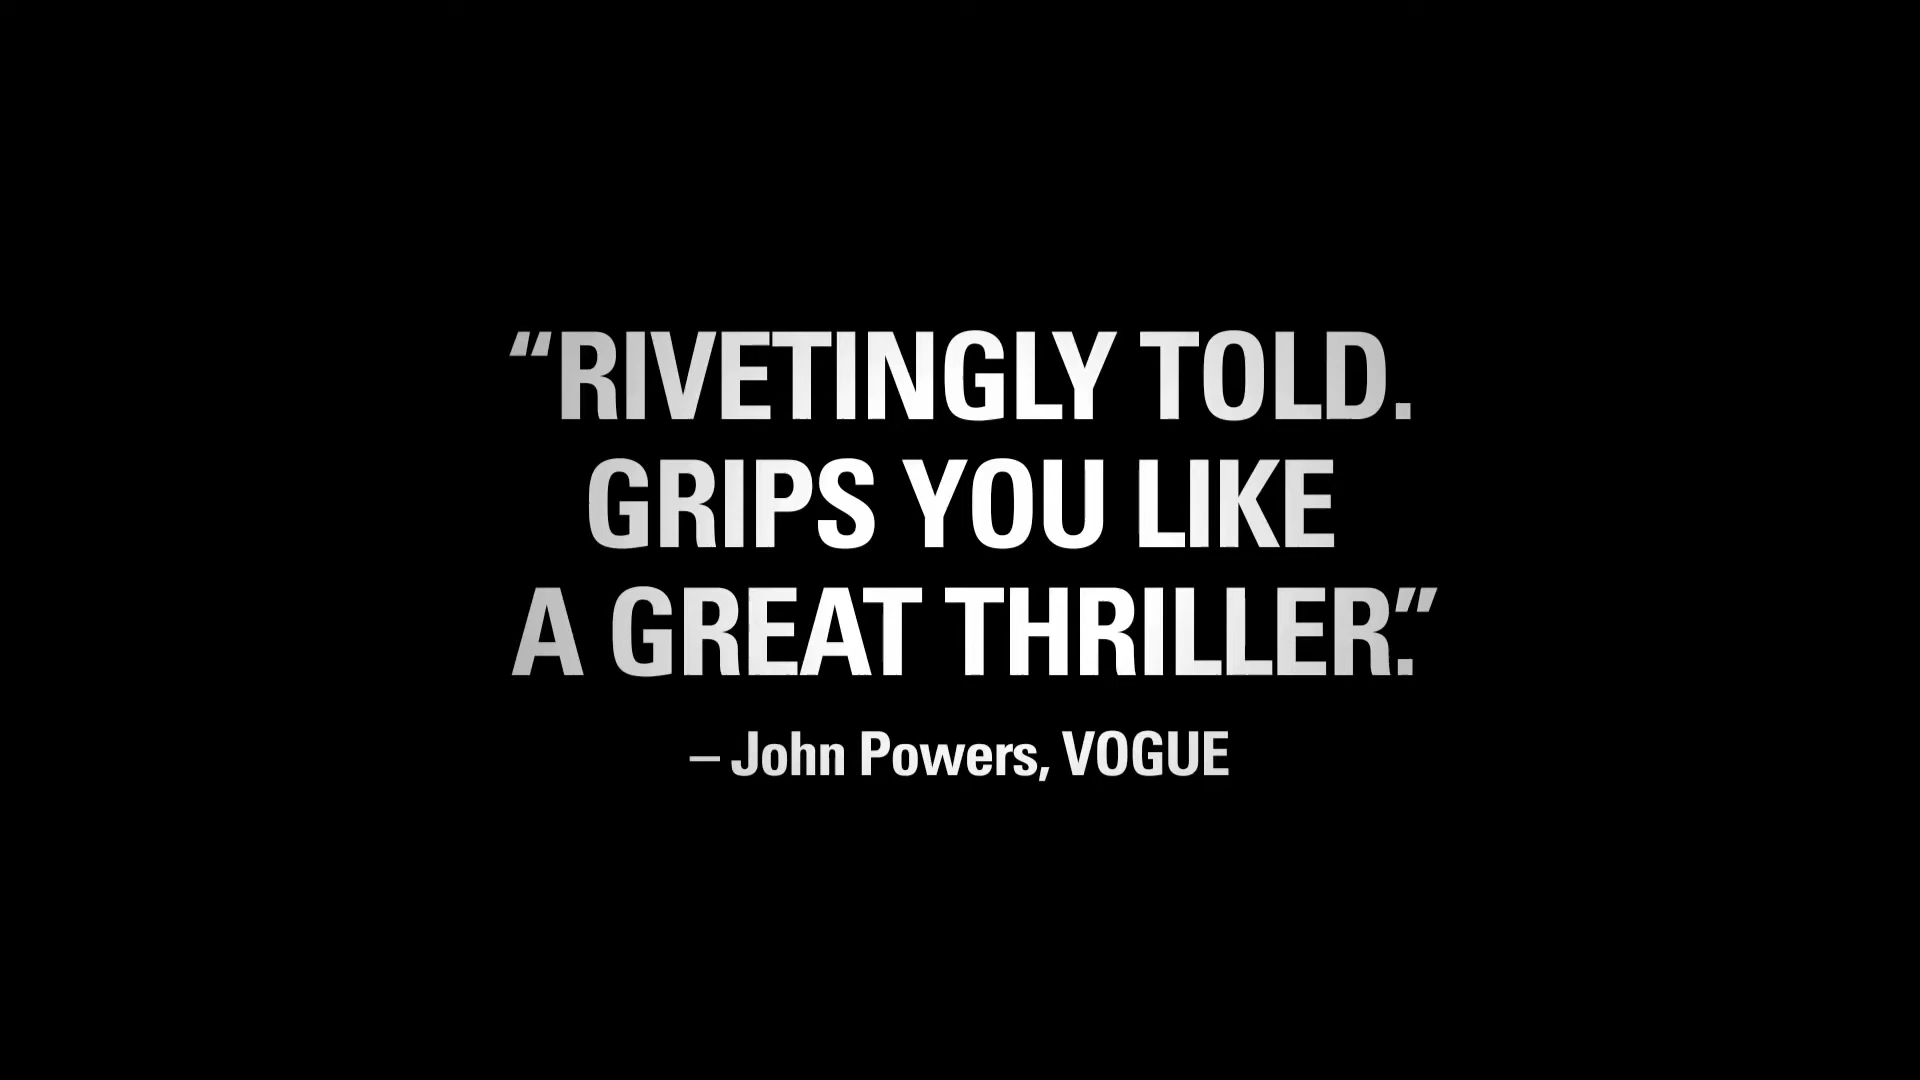 “RIVETINGLY TOLD.
GRIPS YOU LIKE
A GREAT THRILLER.”
– John Powers, VOGUE